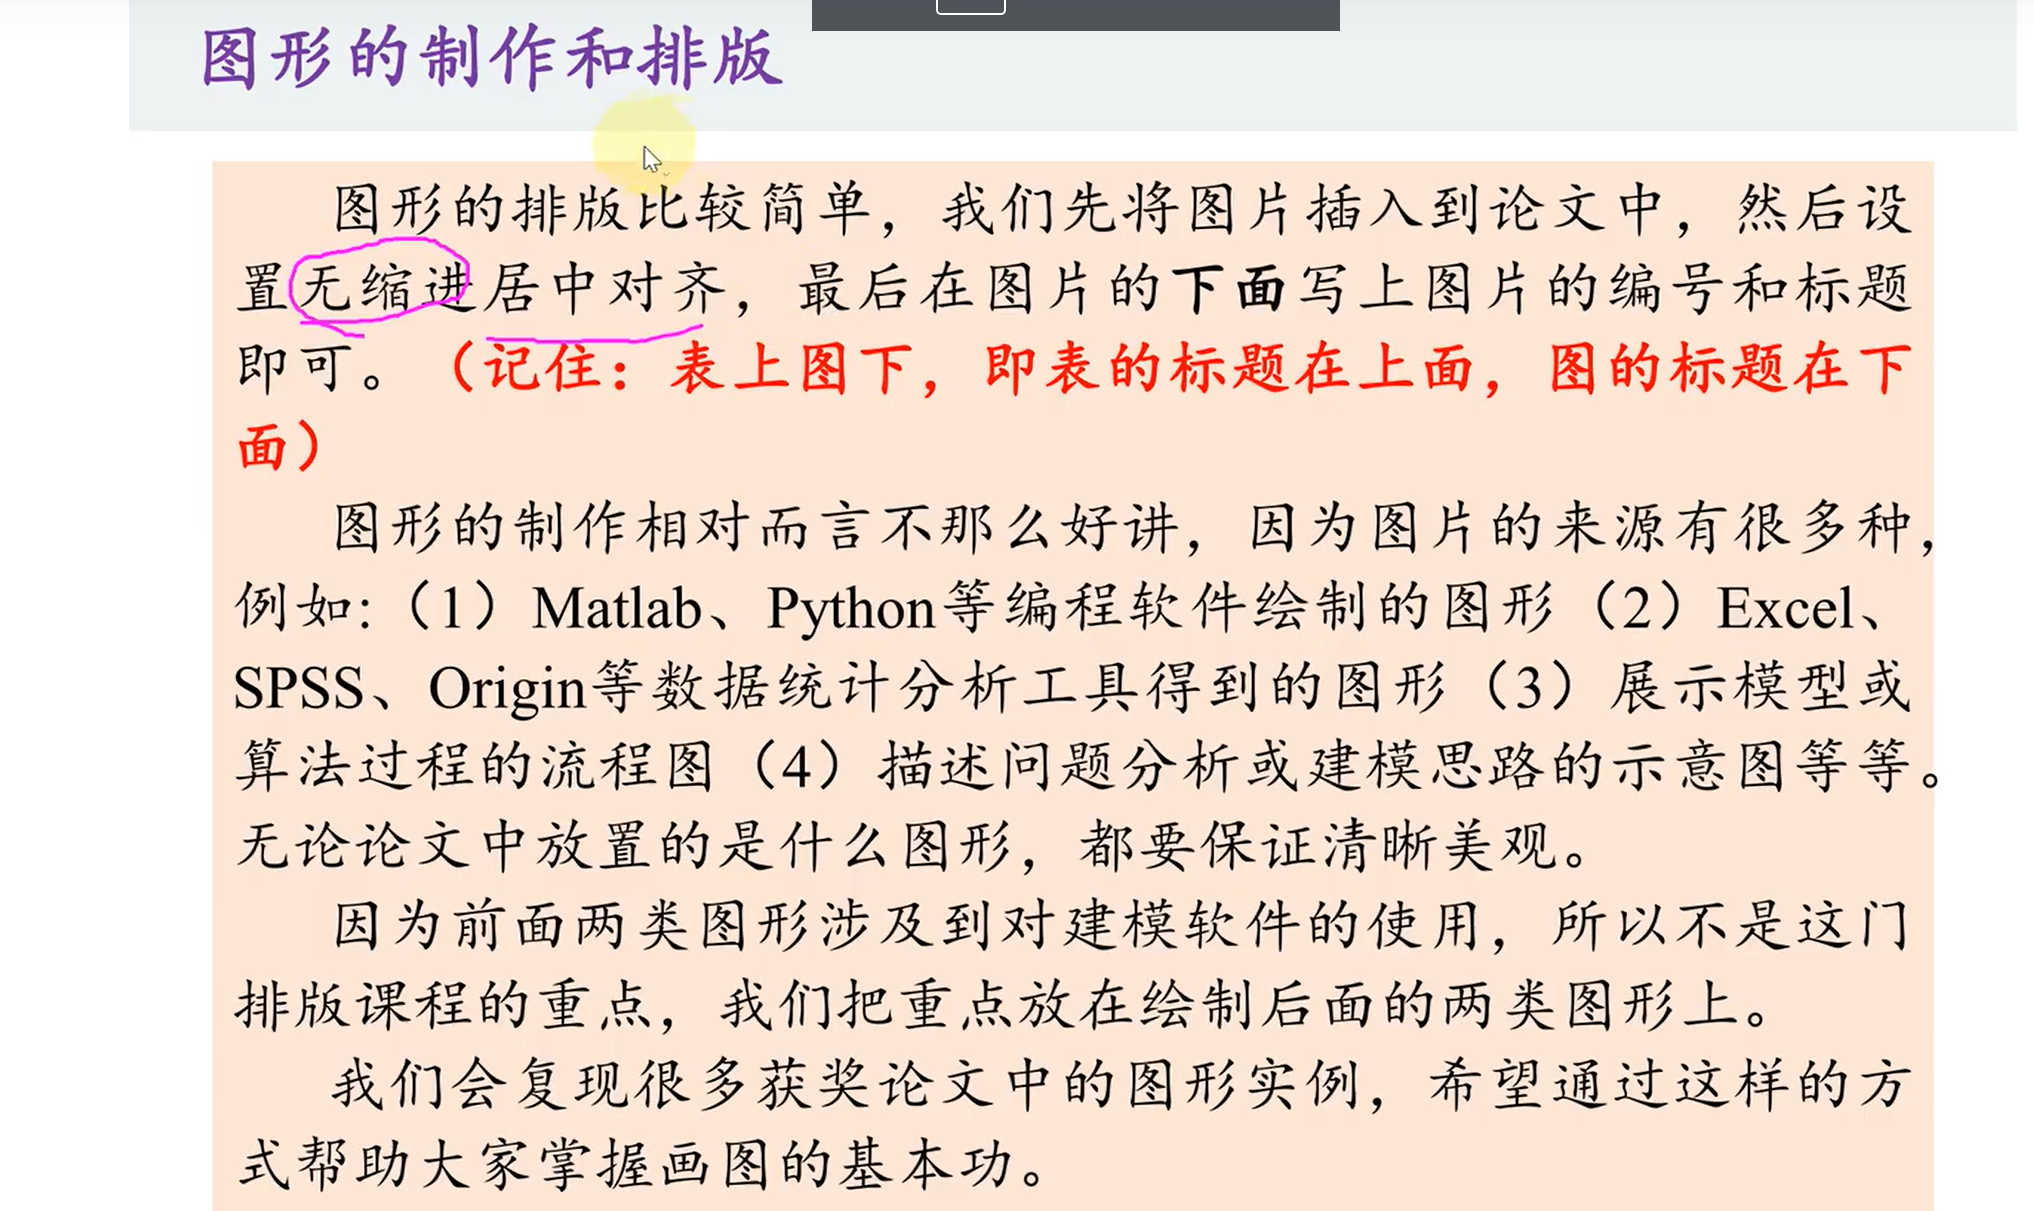 图形的制作和排版
图形的排版比较简单，我们先将图片插入到论文中，然后设
置无缩进居中对齐，最后在图片的下面写上图片的编号和标题
即可。（记住：表上图下，即表的标题在上面，图的标题在下
面）
图形的制作相对而言不那么好讲，因为图片的来源有很多种，
例如:（1）Matlab、Python等编程软件绘制的图形（2）Excel、
SPSS、Origin等数据统计分析工具得到的图形（3）展示模型或
算法过程的流程图（4）描述问题分析或建模思路的示意图等等。
无论论文中放置的是什么图形，都要保证清晰美观。
因为前面两类图形涉及到对建模软件的使用，所以不是这门
排版课程的重点，我们把重点放在绘制后面的两类图形上。
我们会复现很多获奖论文中的图形实例，希望通过这样的方
式帮助大家掌握画图的基本功。